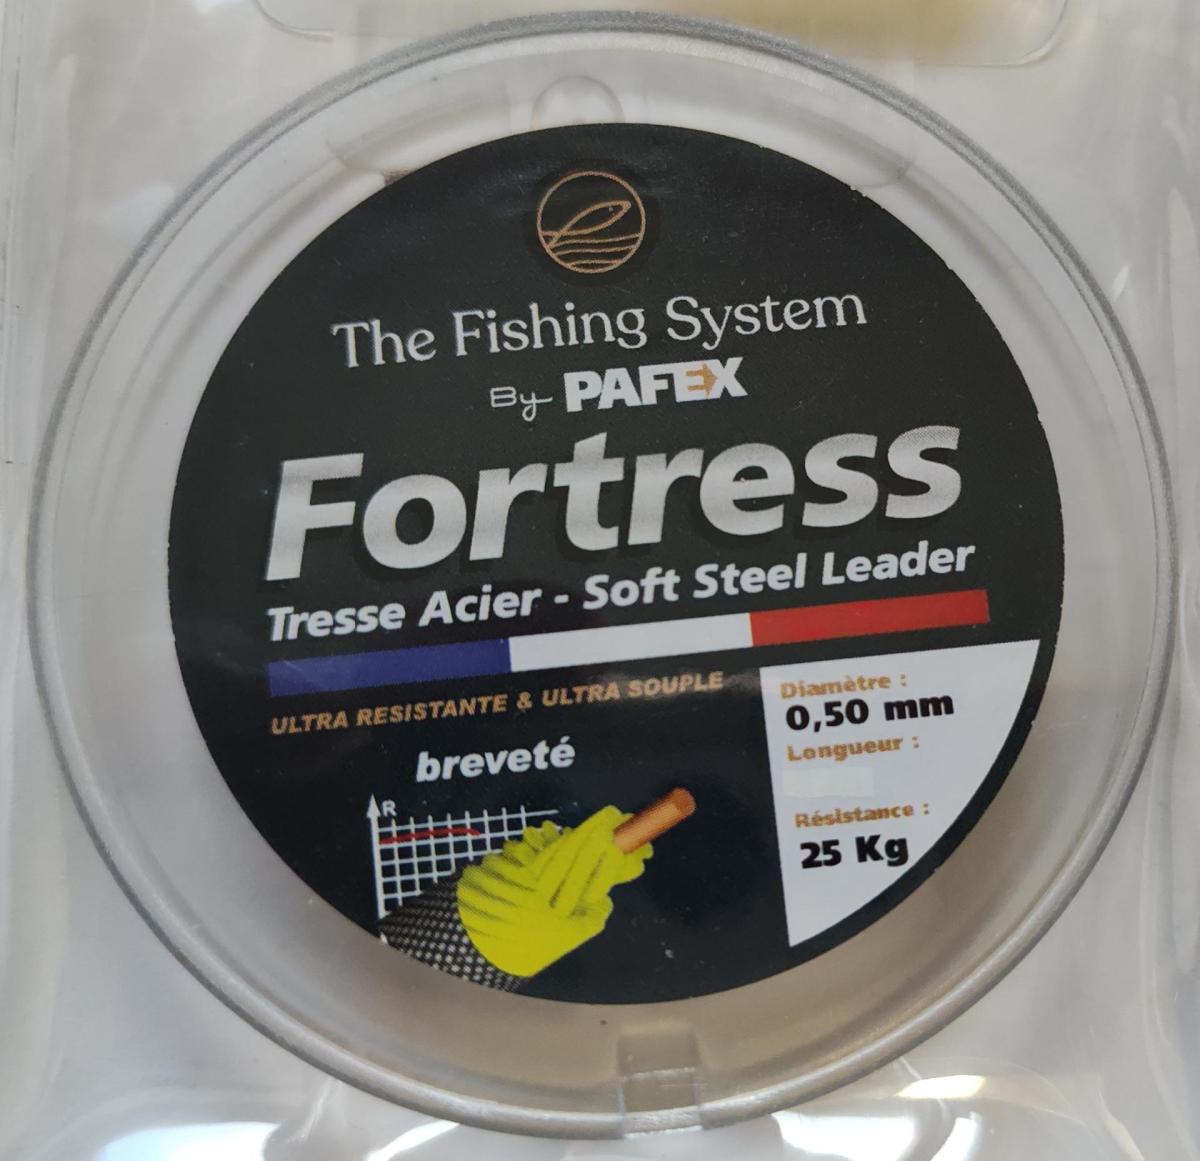 The Fishing System
By PAFEX
Fortress
Tresse Acier - Soft Steel Leader
ULTRA RESISTANTE & ULTRA SOUPLE
breveté
R
Diamètre :
0,50 mm
Longueur :
Résistance :
25 Kg